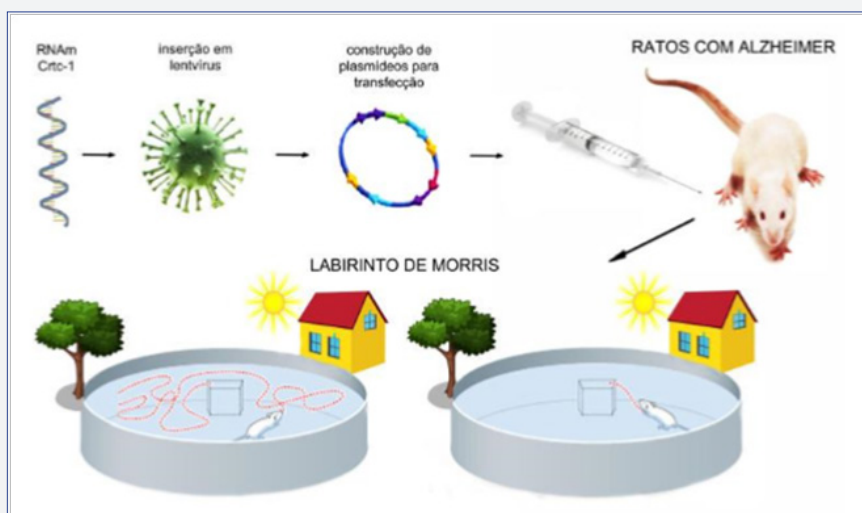 RNAm
Crtc-1
inserção em
lentvírus
construção de
plasmídeos para
transfecção
RATOS COM ALZHEIMER
LABIRINTO DE MORRIS